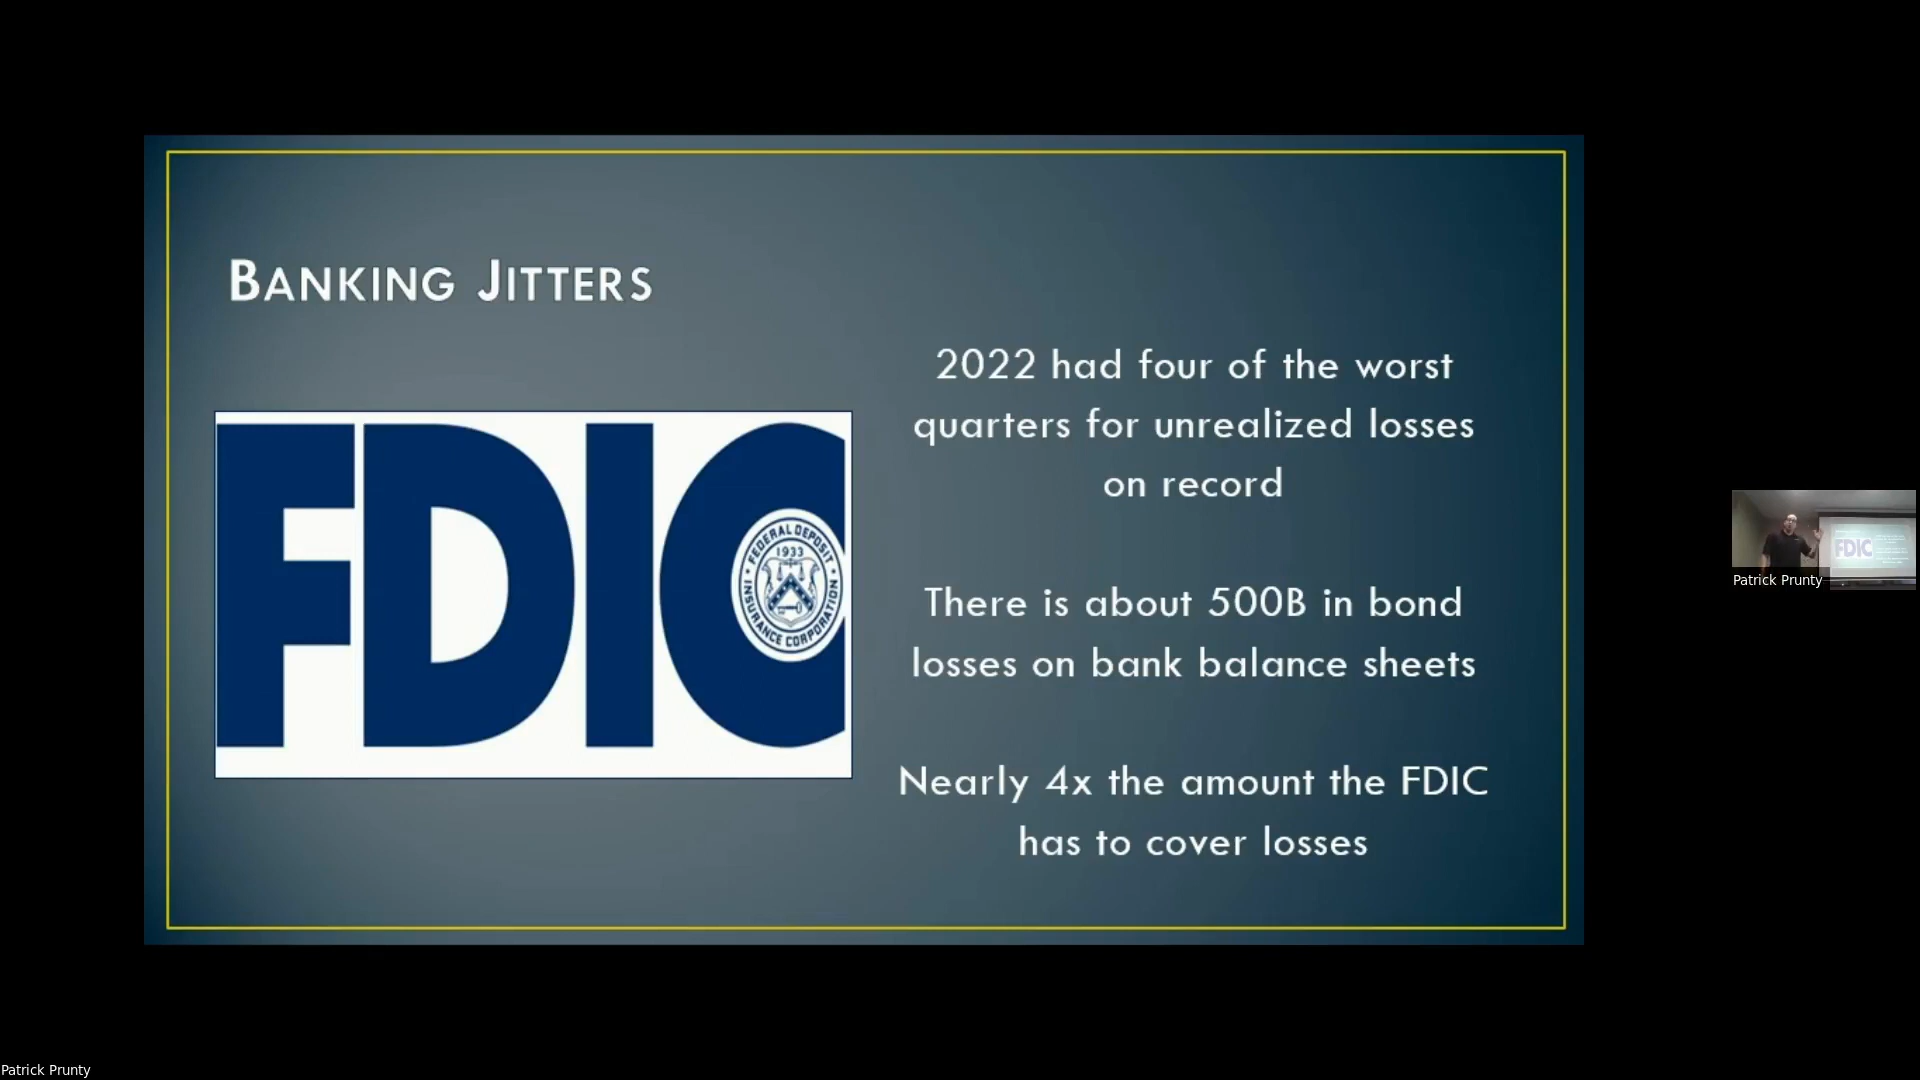 BANKING JITTERS
2022 had four of the worst
quarters for unrealized losses
on record
There is about 500B in bond
losses on bank balance sheets
Nearly 4x the amount the FDIC
has to cover losses
FDIC
FEDERAL DEPOSIT
1933
INSURANCE CORPORATION
FDIC
Patrick Prunty
Patrick Prunty